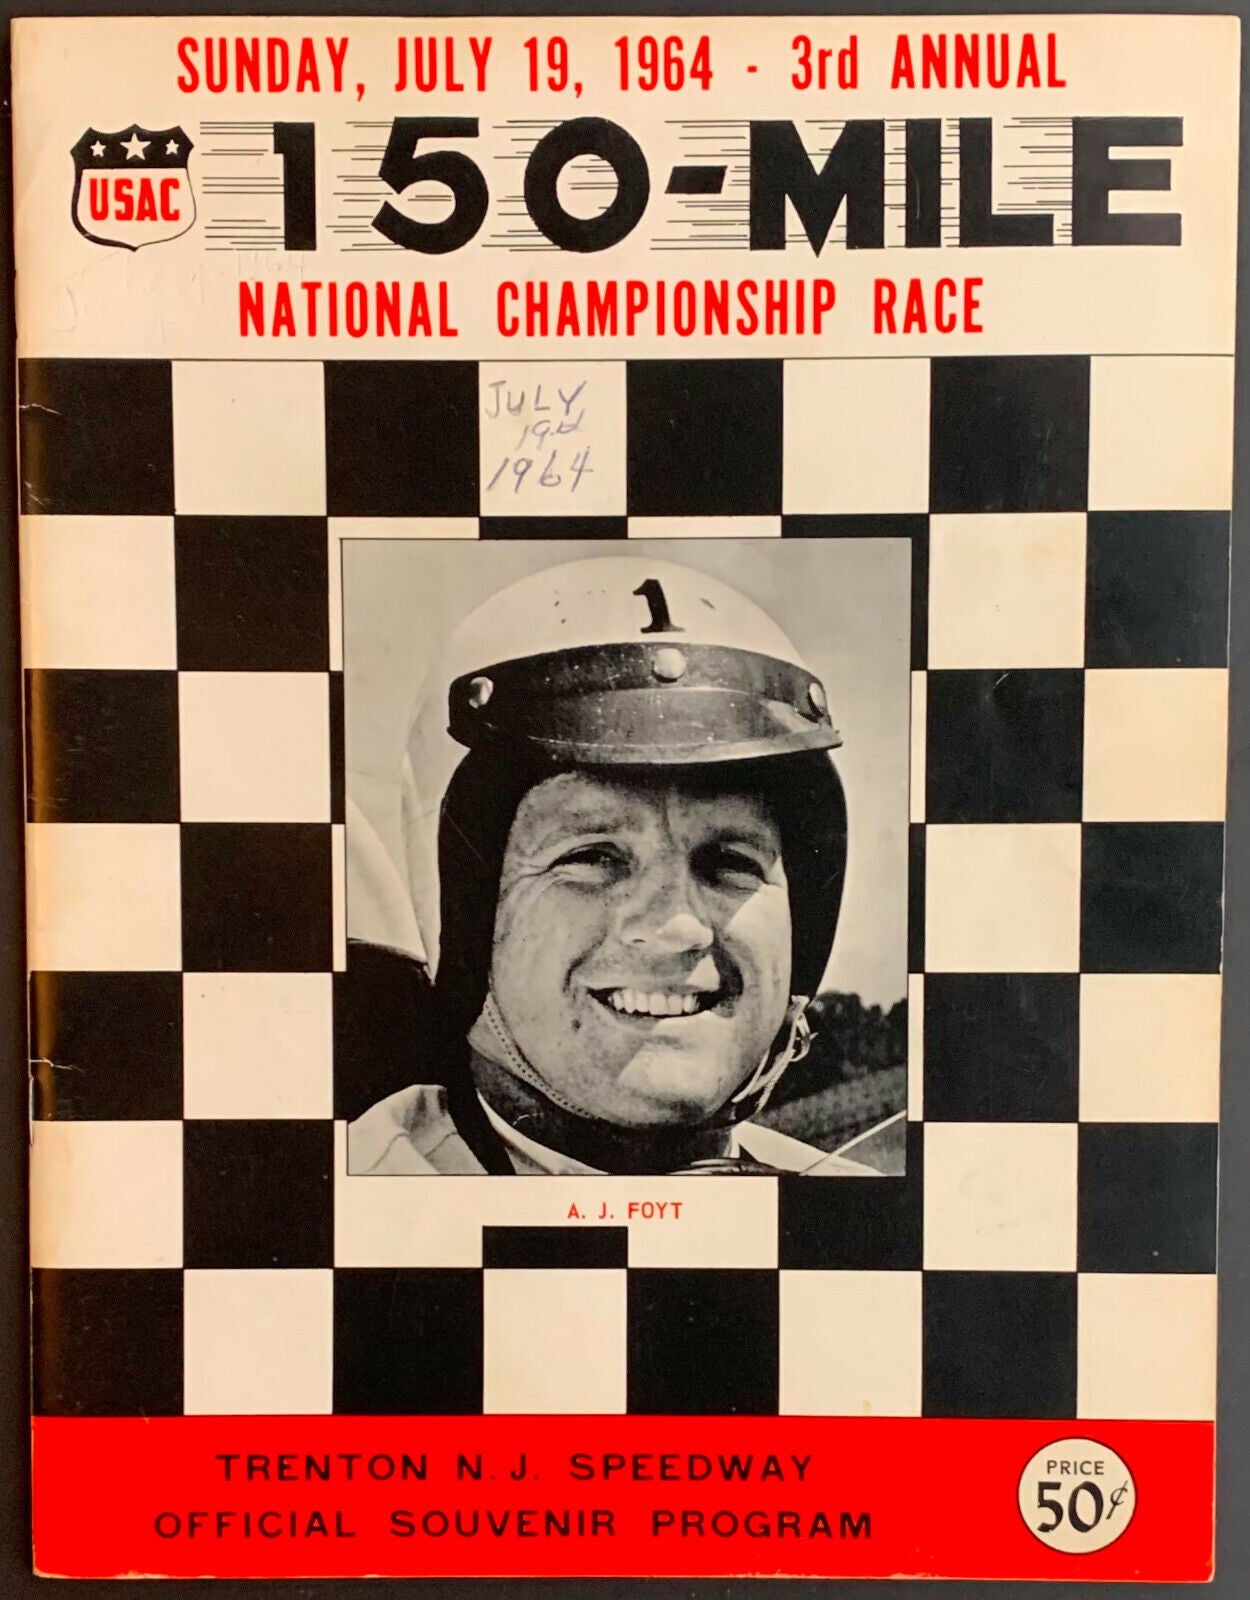 SUNDAY, JULY 19, 1964 - 3rd ANNUAL
USAC
150-MILE
NATIONAL CHAMPIONSHIP RACE
JULY
19
1964
1
A. J. FOYT
TRENTON N. J. SPEEDWAY
OFFICIAL SOUVENIR PROGRAM
PRICE
50¢